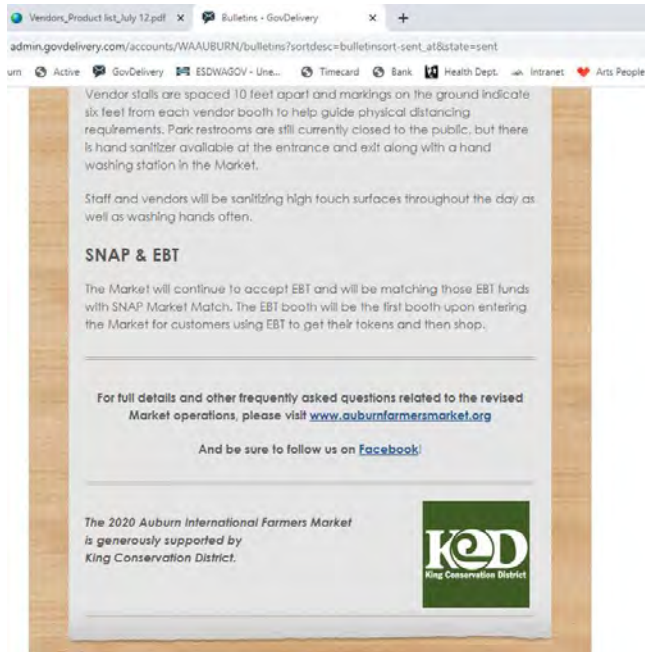 Vendors_Product list_July 12.pdf
Bulletins - GovDelivery
admin.govdelivery.com/accounts/WAAUBURN/bulletins?sortdesc=bulletinsort-sent_at&state=sent
urn Active GovDelivery ESDWAGOV - Une... Timecard Bank Health Dept. Intranet Arts People
Vendor stalls are spaced 10 feet apart and markings on the ground indicate
six feet from each vendor booth to help guide physical distancing
requirements. Park restrooms are still currently closed to the public, but there
is hand sanitizer available at the entrance and exit along with a hand
washing station in the Market.
Staff and vendors will be sanitizing high touch surfaces throughout the day as
well as washing hands often.
SNAP & EBT
The Market will continue to accept EBT and will be matching those EBT funds
with SNAP Market Match. The EBT booth will be the first booth upon entering
the Market for customers using EBT to get their tokens and then shop.
For full details and other frequently asked questions related to the revised
Market operations, please visit www.auburnfarmersmarket.org
And be sure to follow us on Facebook!
The 2020 Auburn International Farmers Market
is generously supported by
King Conservation District.
KCD
King Conservation District